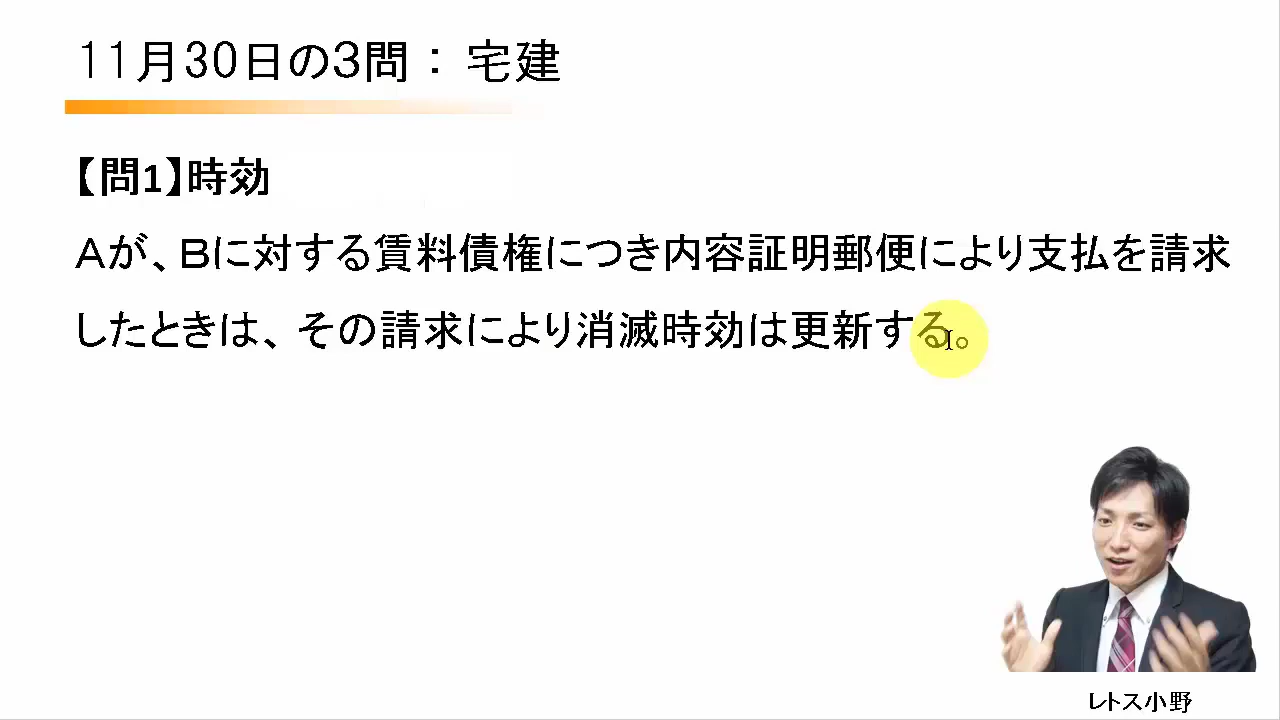 11月30日の3問：宅建
【問1】時効
Ａが、Ｂに対する賃料債権につき内容証明郵便により支払を請求
したときは、その請求により消滅時効は更新する。
レトス小野